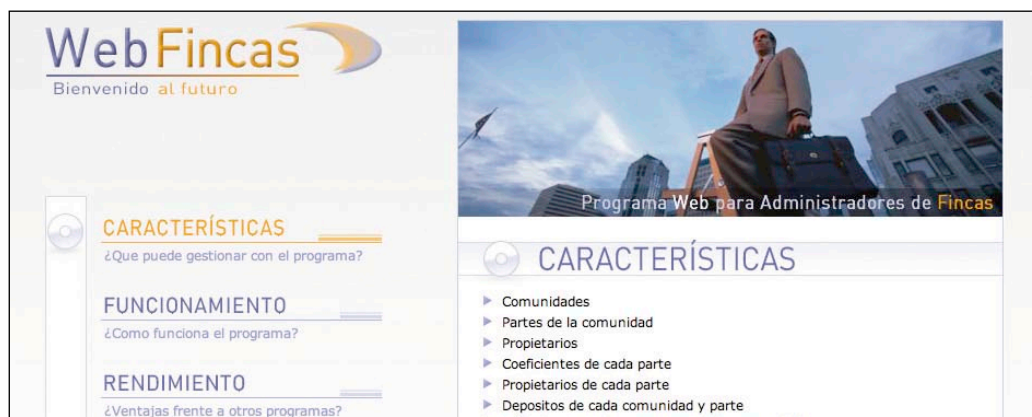 WebFincas
Bienvenido al futuro
Programa Web para Administradores de Fincas
CARACTERÍSTICAS
¿Que puede gestionar con el programa?
FUNCIONAMIENTO
¿Como funciona el programa?
RENDIMIENTO
¿Ventajas frente a otros programas?
CARACTERÍSTICAS
Comunidades
Partes de la comunidad
Propietarios
Coeficientes de cada parte
Propietarios de cada parte
Depositos de cada comunidad y parte